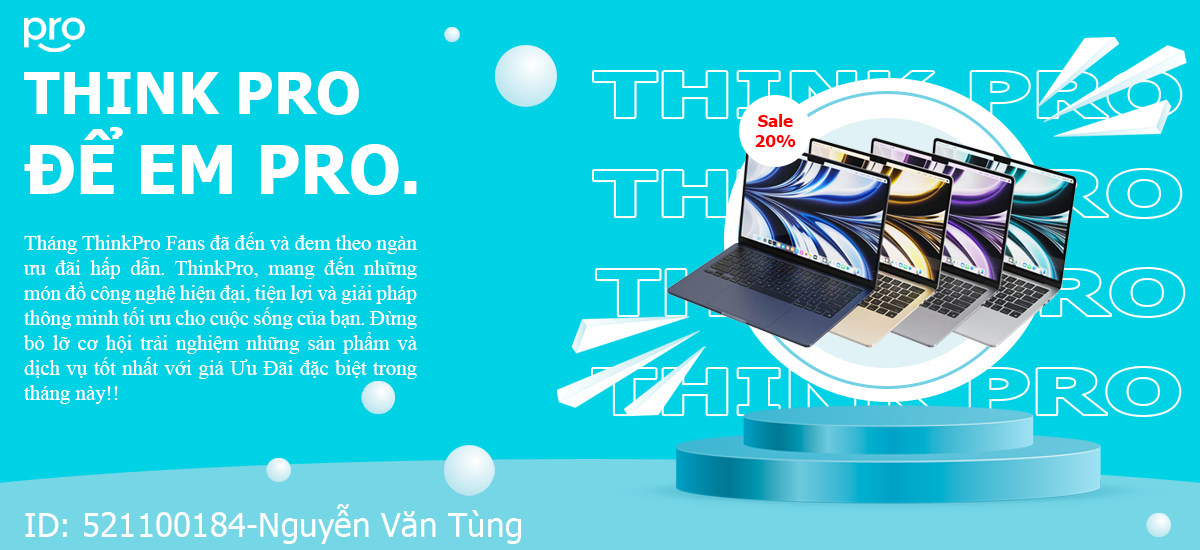 pro
THINK PRO
ĐỂ EM PRO.
Tháng ThinkPro Fans đã đến và đem theo ngàn
ưu đãi hấp dẫn. ThinkPro, mang đến những
món đồ công nghệ hiện đại, tiện lợi và giải pháp
thông minh tối ưu cho cuộc sống của bạn. Đừng
bỏ lỡ cơ hội trải nghiệm những sản phẩm và
dịch vụ tốt nhất với giá Ưu Đãi đặc biệt trong
tháng này!!
THINK PRO
THINK PRO
THINK PRO
THINK PRO
Sale
20%
ID: 521100184-Nguyễn Văn Tùng